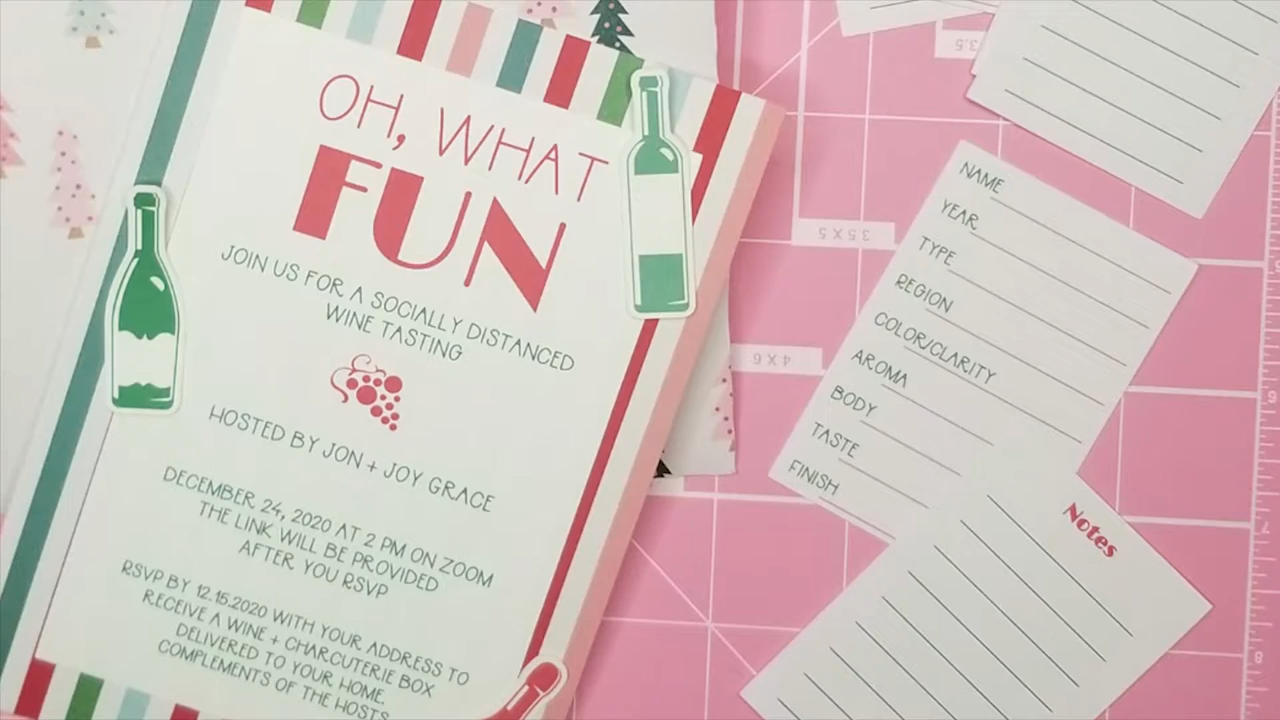 OH, WHAT
FUN
JOIN US FOR A SOCIALLY DISTANCED
WINE TASTING
HOSTED BY JON + JOY GRACE
DECEMBER 24, 2020 AT 2 PM ON ZOOM
THE LINK WILL BE PROVIDED
AFTER YOU RSVP
RSVP BY 12.15.2020 WITH YOUR ADDRESS TO
RECEIVE A WINE + CHARCUTERIE BOX
DELIVERED TO YOUR HOME.
COMPLEMENTS OF THE HOSTS
3.5
3.5X5
4X6
NAME
YEAR
TYPE
REGION
COLOR/CLARITY
AROMA
BODY
TASTE
FINISH
Notes
6
8